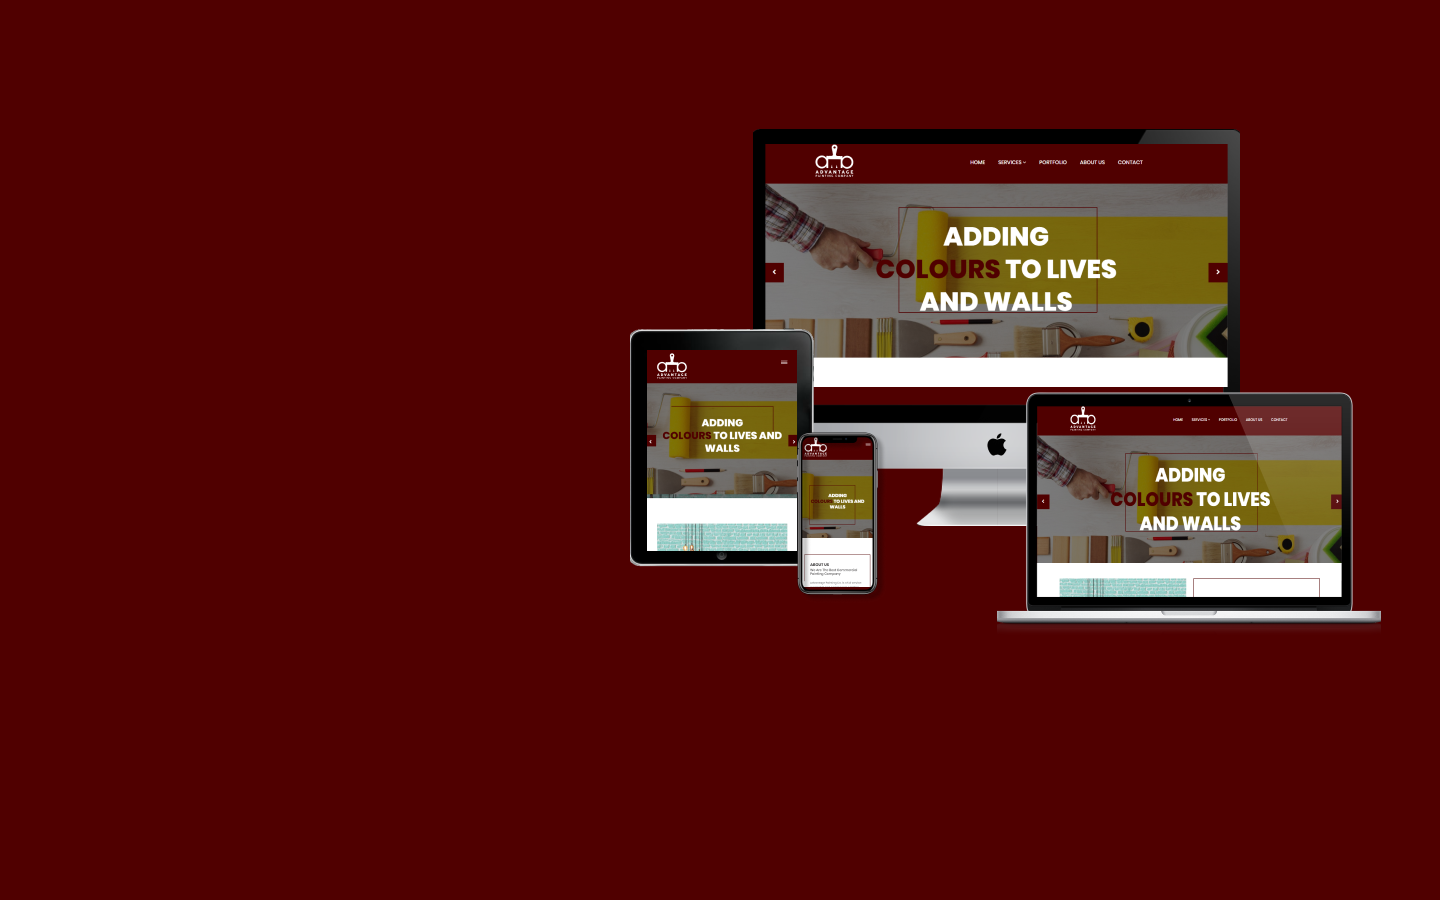 ADVANTAGE
PAINTING COMPANY
HOME SERVICES PORTFOLIO ABOUT US CONTACT
ADDING
COLOURS TO LIVES
AND WALLS
ADVANTAGE
PAINTING COMPANY
ADDING
COLOURS TO LIVES AND
WALLS
ADDING
COLOURS TO LIVES AND
WALLS
ABOUT US
We Are The Best Commercial
Painting Company
ADVANTAGE
PAINTING COMPANY
HOME SERVICES PORTFOLIO ABOUT US CONTACT
ADDING
COLOURS TO LIVES
AND WALLS